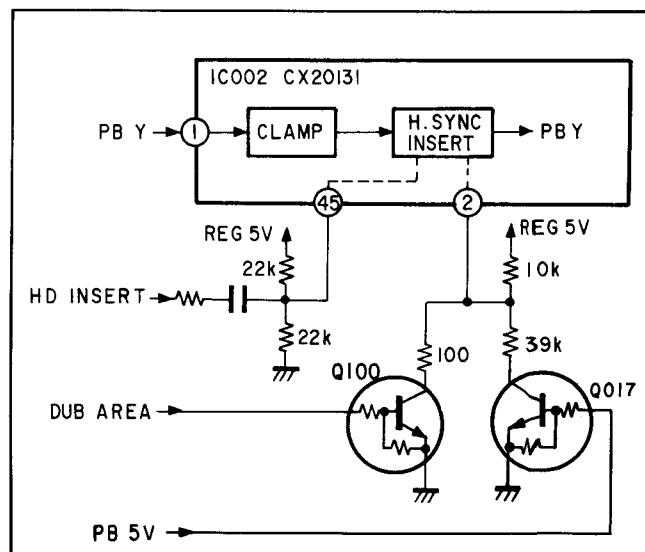 IC002 CX20131
PB Y
1
CLAMP
H. SYNC
INSERT
PB Y
45
2
REG 5V
REG 5V
22k
10k
HD INSERT
22k
100
39k
Q100
Q017
DUB AREA
PB 5V